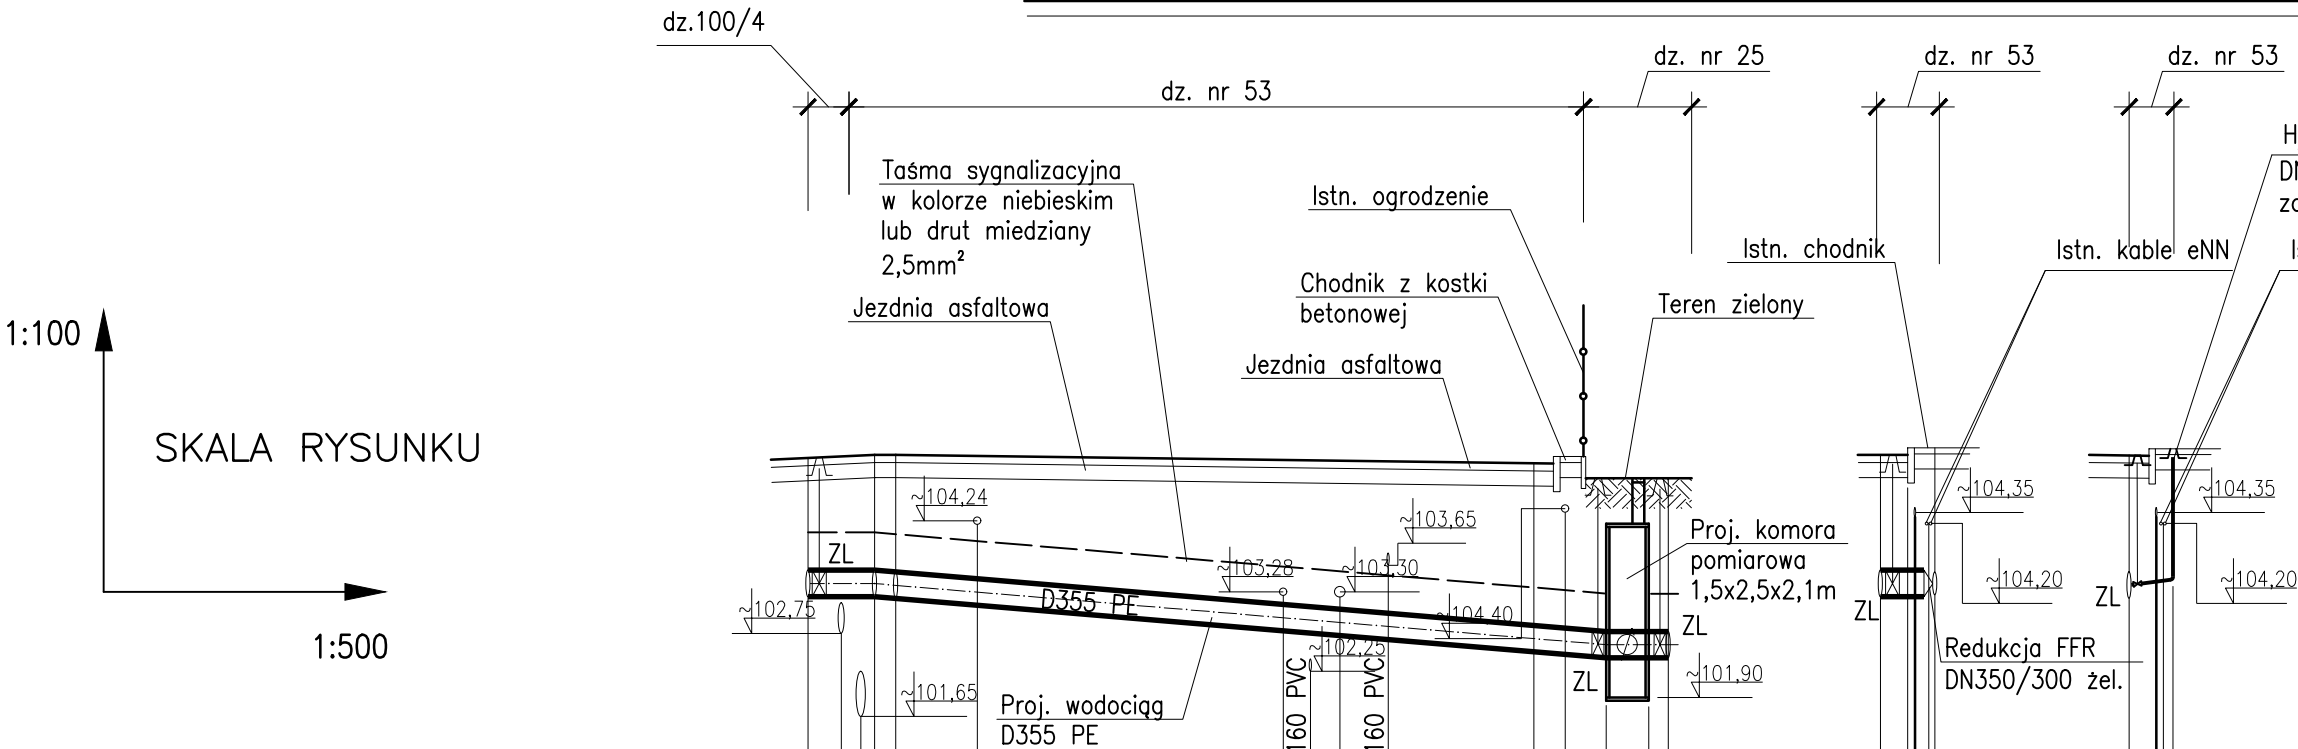 dz.100/4
dz. nr 53
dz. nr 25
dz. nr 53
dz. nr 53
Taśma sygnalizacyjna
w kolorze niebieskim
lub drut miedziany
2,5mm²
Jezdnia asfaltowa
Istn. ogrodzenie
Chodnik z kostki
betonowej
Jezdnia asfaltowa
Teren zielony
Istn. chodnik
Istn. kable eNN
H
DN
1:100
SKALA RYSUNKU
1:500
~104,24
~103,65
~103,28
~103,30
~104,40
~102,25
~102,75
~101,65
~101,90
ZL
D355 PE
ZL
ZL
Proj. wodociąg
D355 PE
160 PVC
160 PVC
Proj. komora
pomiarowa
1,5x2,5x2,1m
~104,35
~104,20
ZL
Redukcja FFR
DN350/300 żel.
~104,35
~104,20
ZL